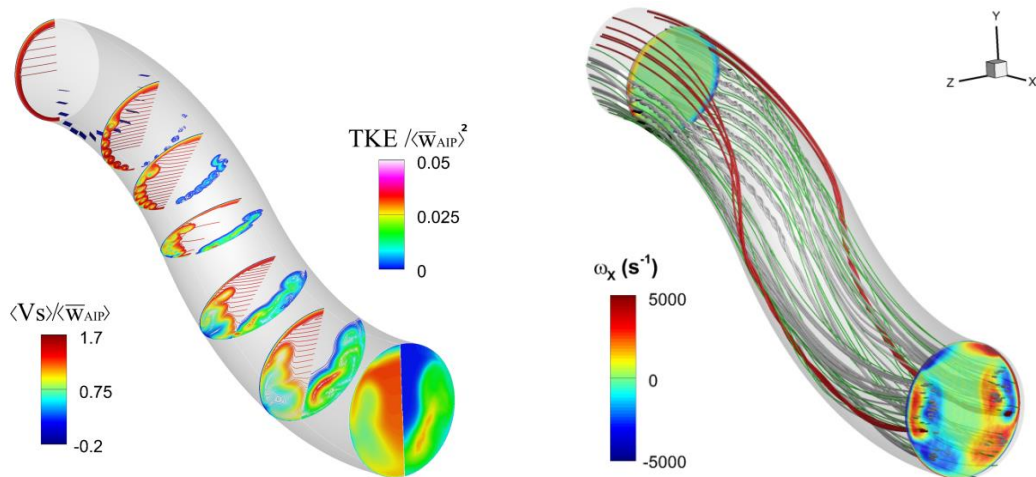 TKE /⟨w̅AIP⟩²
0.05
0.025
0
⟨Vs⟩/⟨w̅AIP⟩
1.7
0.75
-0.2
Y
Z
X
ωX (s⁻¹)
5000
0
-5000